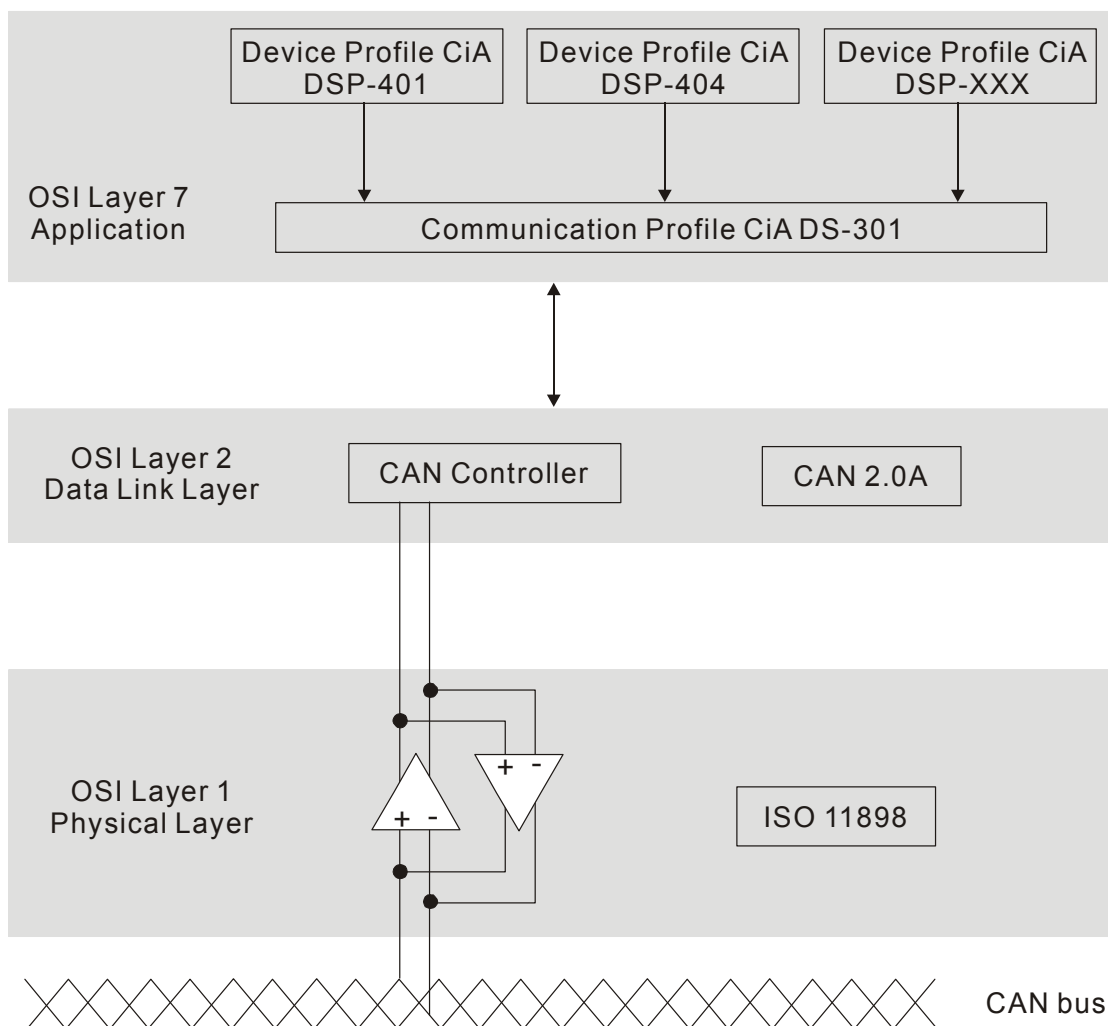 Device Profile CiA
DSP-401
Device Profile CiA
DSP-404
Device Profile CiA
DSP-XXX
OSI Layer 7
Application
Communication Profile CiA DS-301
OSI Layer 2
Data Link Layer
CAN Controller
CAN 2.0A
OSI Layer 1
Physical Layer
+ -
+ -
ISO 11898
CAN bus